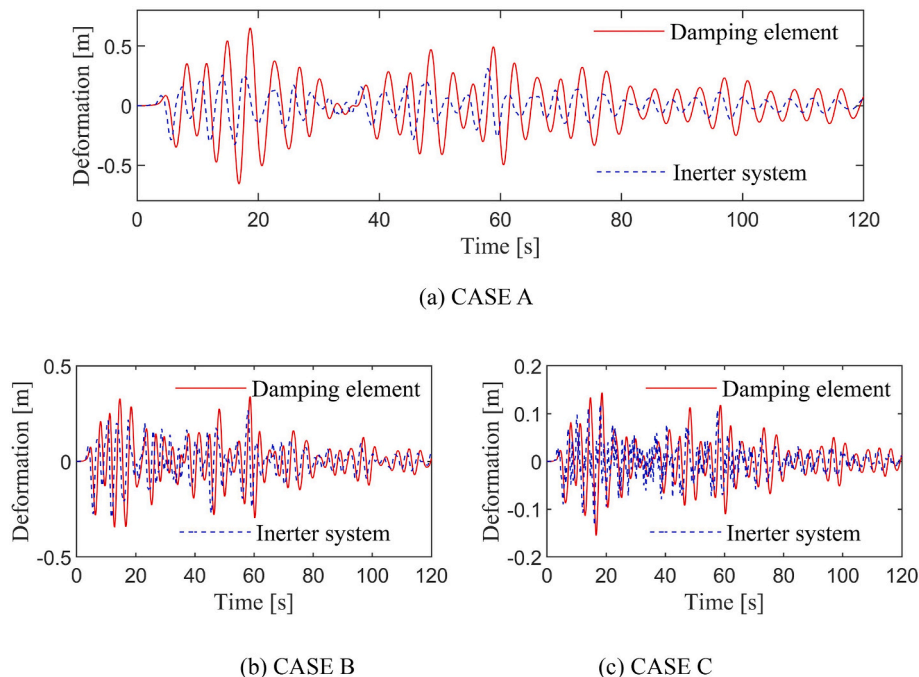 Deformation [m]
0.5
0
-0.5
Damping element
Inerter system
0 20 40 60 80 100 120
Time [s]
(a) CASE A
Deformation [m]
0.5
0
-0.5
Damping element
Inerter system
0 20 40 60 80 100 120
Time [s]
(b) CASE B
Deformation [m]
0.2
0.1
0
-0.1
-0.2
Damping element
Inerter system
0 20 40 60 80 100 120
Time [s]
(c) CASE C